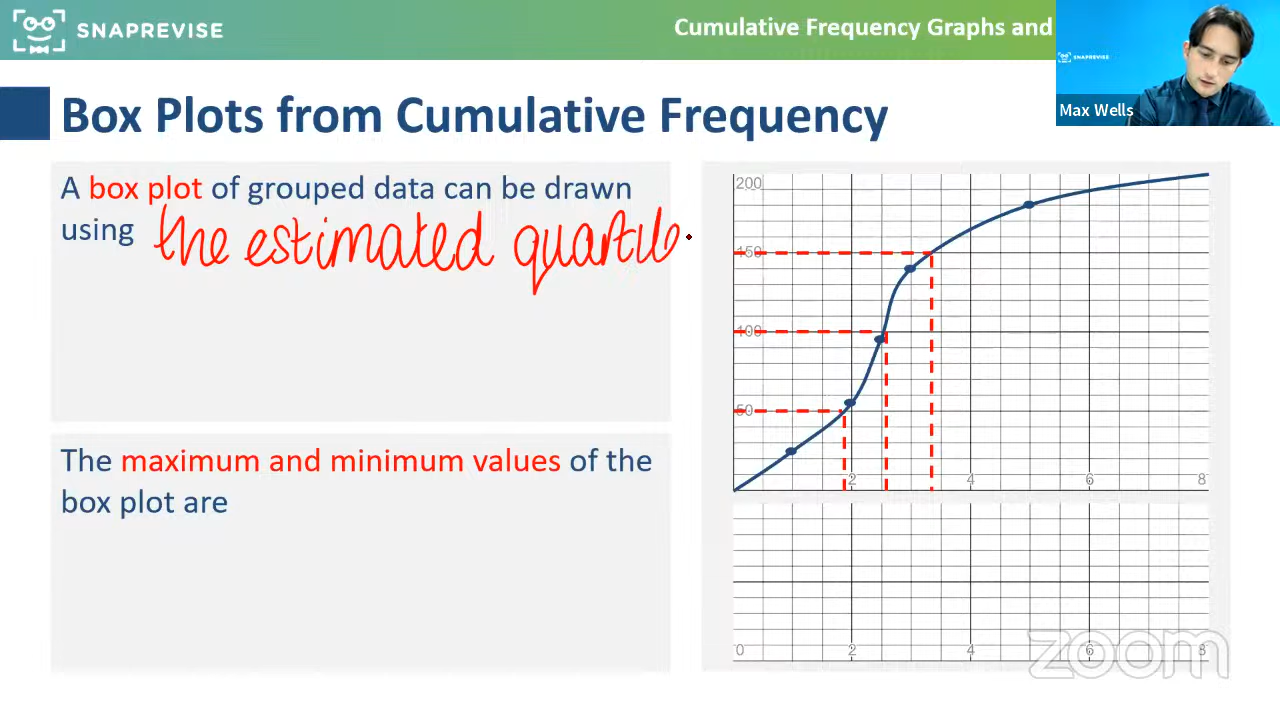 SNAPREVISE
Cumulative Frequency Graphs and
SNAPREVISE
Max Wells
Box Plots from Cumulative Frequency
A box plot of grouped data can be drawn
using the estimated quartile
The maximum and minimum values of the
box plot are
200
150
100
50
2 4 6 8
0 2 4 6 8
zoom